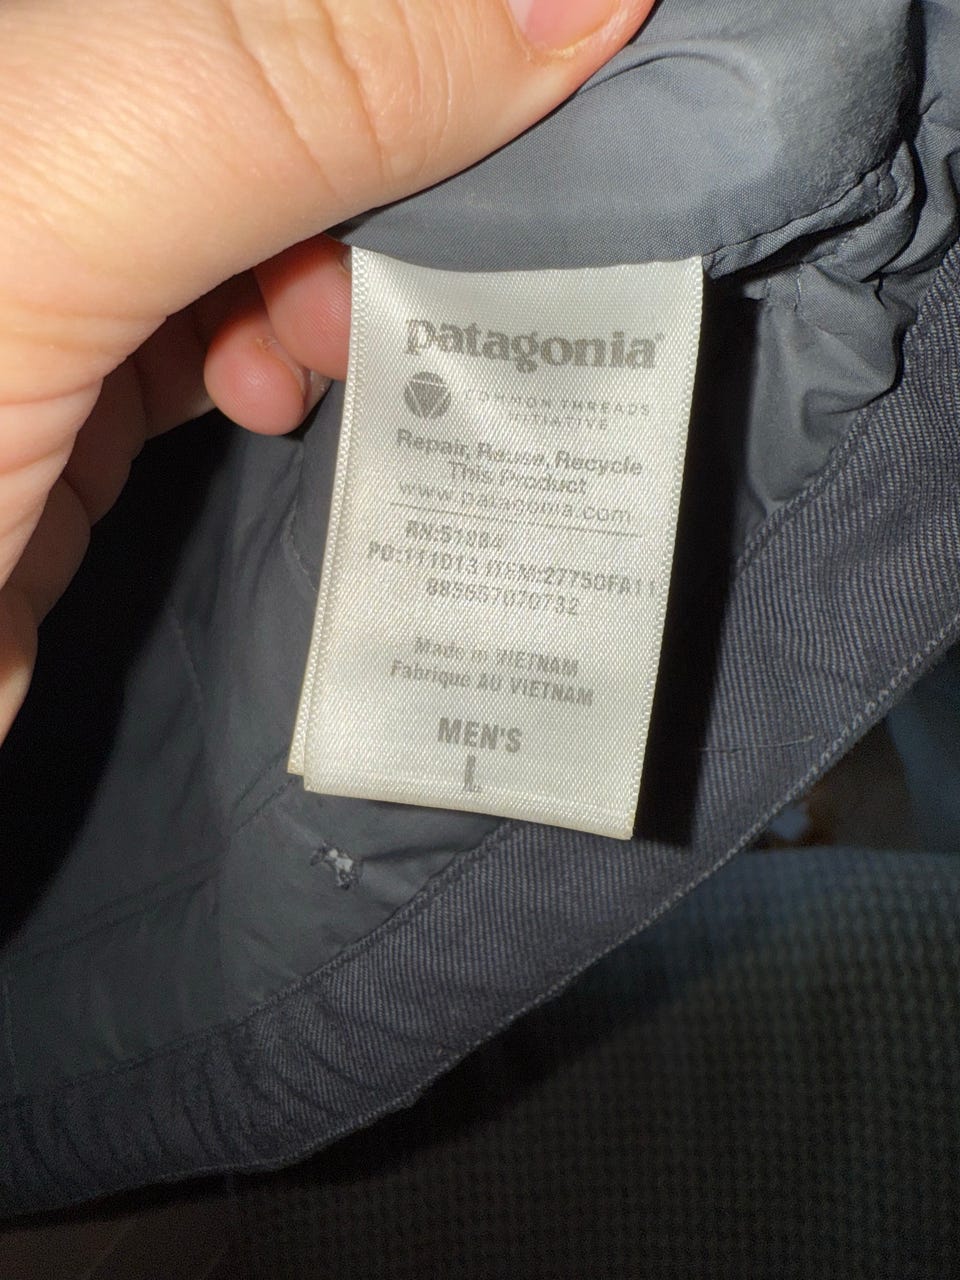 patagonia®
COMMON THREADS
INITIATIVE
Repair, Reuse, Recycle
This Product
www.patagonia.com
RN:51884
PO:111013 ITEM:27750FA11
885657070732
Made in VIETNAM
Fabriqué AU VIETNAM
MEN'S
L